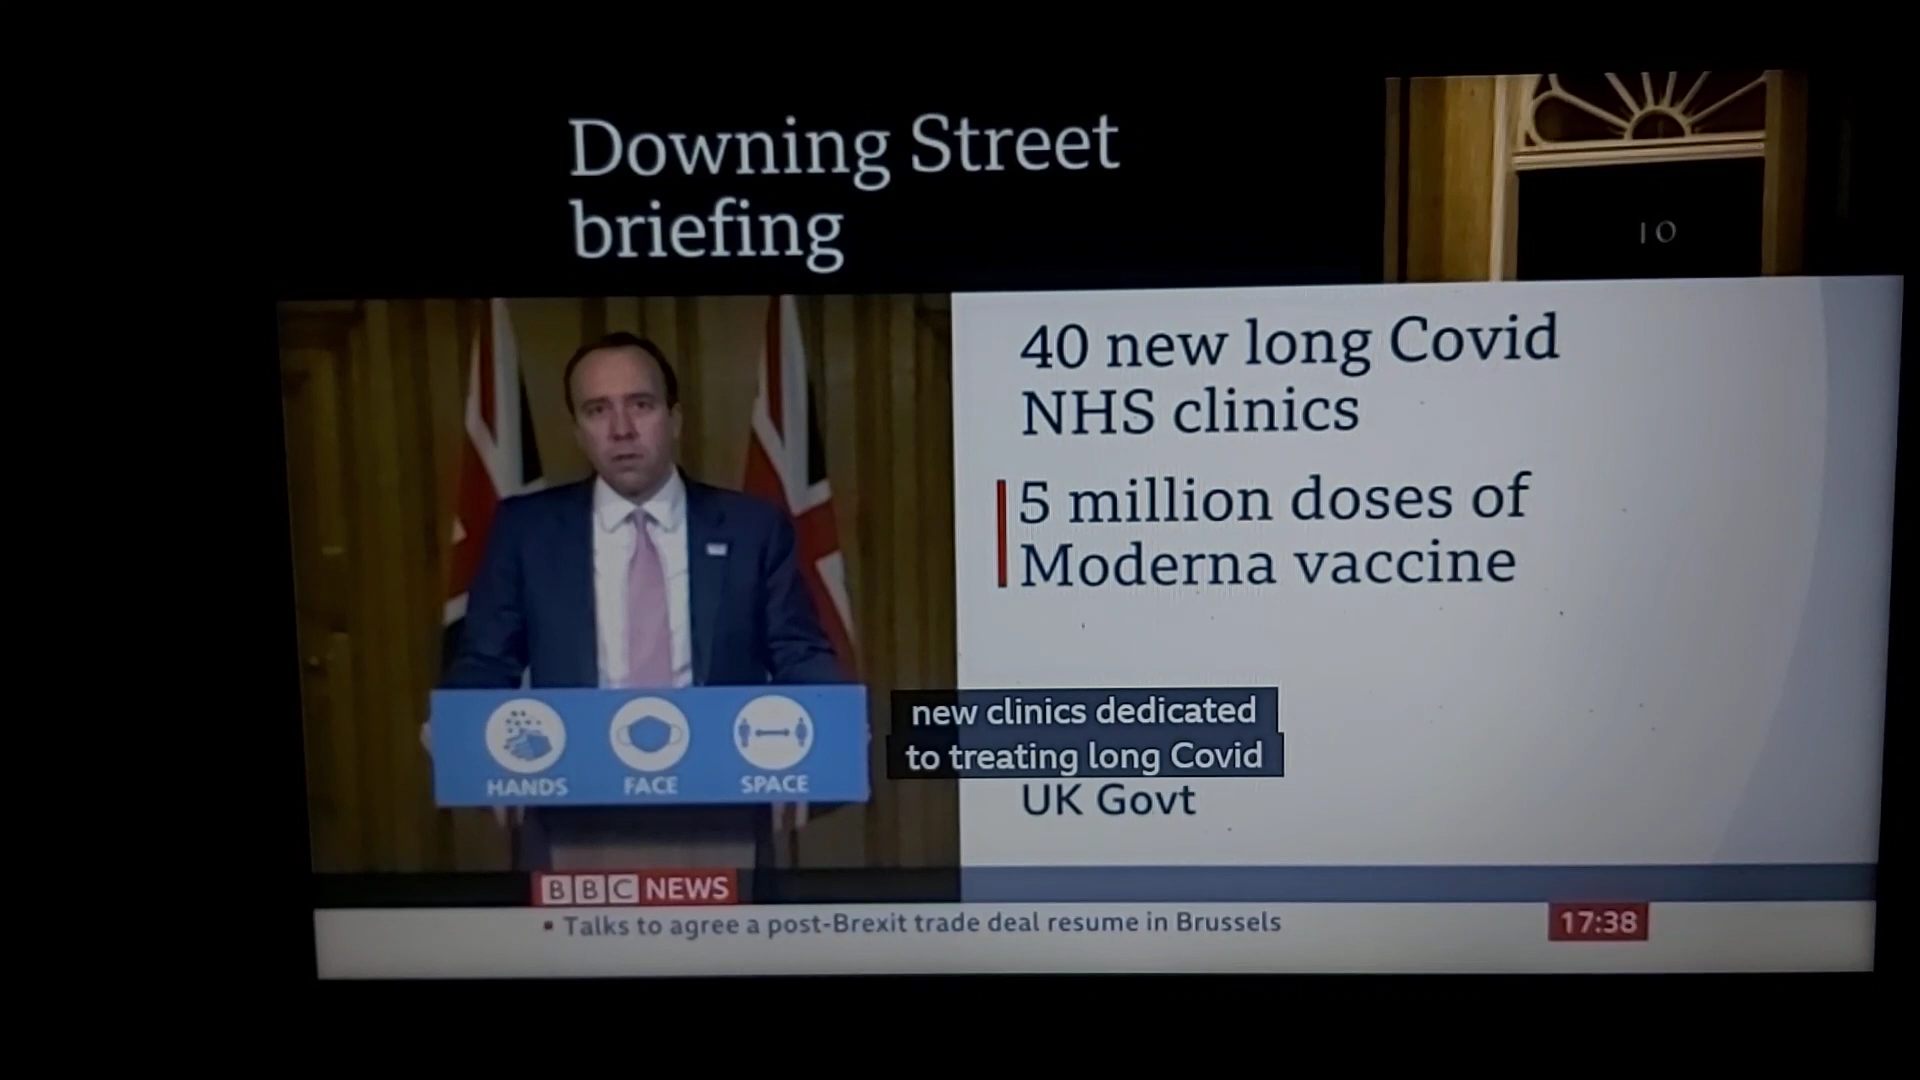 Downing Street
briefing
10
40 new long Covid
NHS clinics
5 million doses of
Moderna vaccine
new clinics dedicated
to treating long Covid
UK Govt
HANDS FACE SPACE
BBC NEWS
Talks to agree a post-Brexit trade deal resume in Brussels
17:38